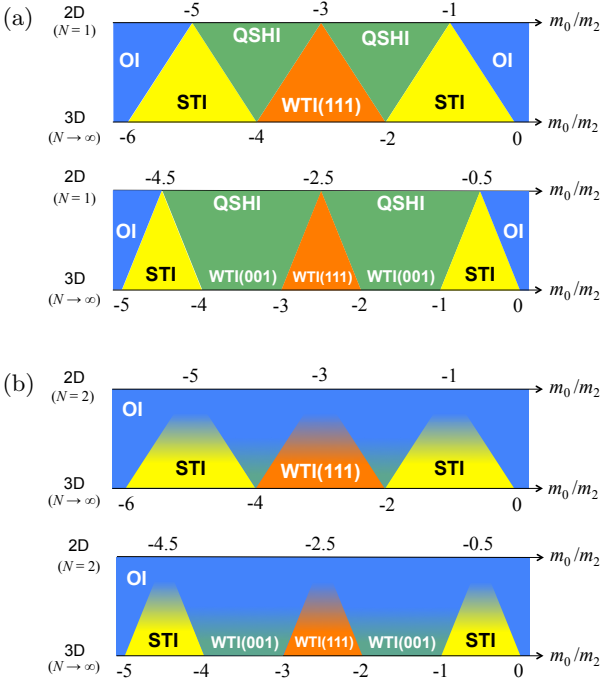 (a)
2D -5 -3 -1 m₀/m₂
(N = 1)
OI QSHI QSHI OI
STI WTI(111) STI
3D
(N → ∞) -6 -4 -2 0 m₀/m₂
2D -4.5 -2.5 -0.5 m₀/m₂
(N = 1)
QSHI QSHI
OI OI
STI WTI(001) WTI(111) WTI(001) STI
3D
(N → ∞) -5 -4 -3 -2 -1 0 m₀/m₂
(b)
2D -5 -3 -1 m₀/m₂
(N = 2)
OI
STI WTI(111) STI
3D
(N → ∞) -6 -4 -2 0 m₀/m₂
2D -4.5 -2.5 -0.5 m₀/m₂
(N = 2)
OI
STI WTI(001) WTI(111) WTI(001) STI
3D
(N → ∞) -5 -4 -3 -2 -1 0 m₀/m₂